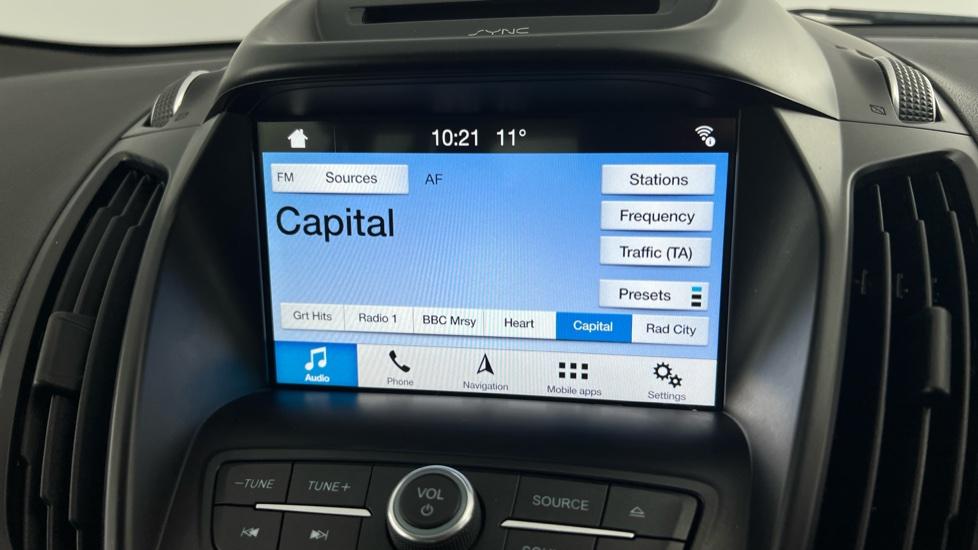 SYNC
10:21 11°
FM Sources AF Stations
Capital
Frequency
Traffic (TA)
Presets
Grt Hits Radio 1 BBC Mrsy Heart Capital Rad City
Audio Phone Navigation Mobile apps Settings
−TUNE TUNE+ VOL SOURCE